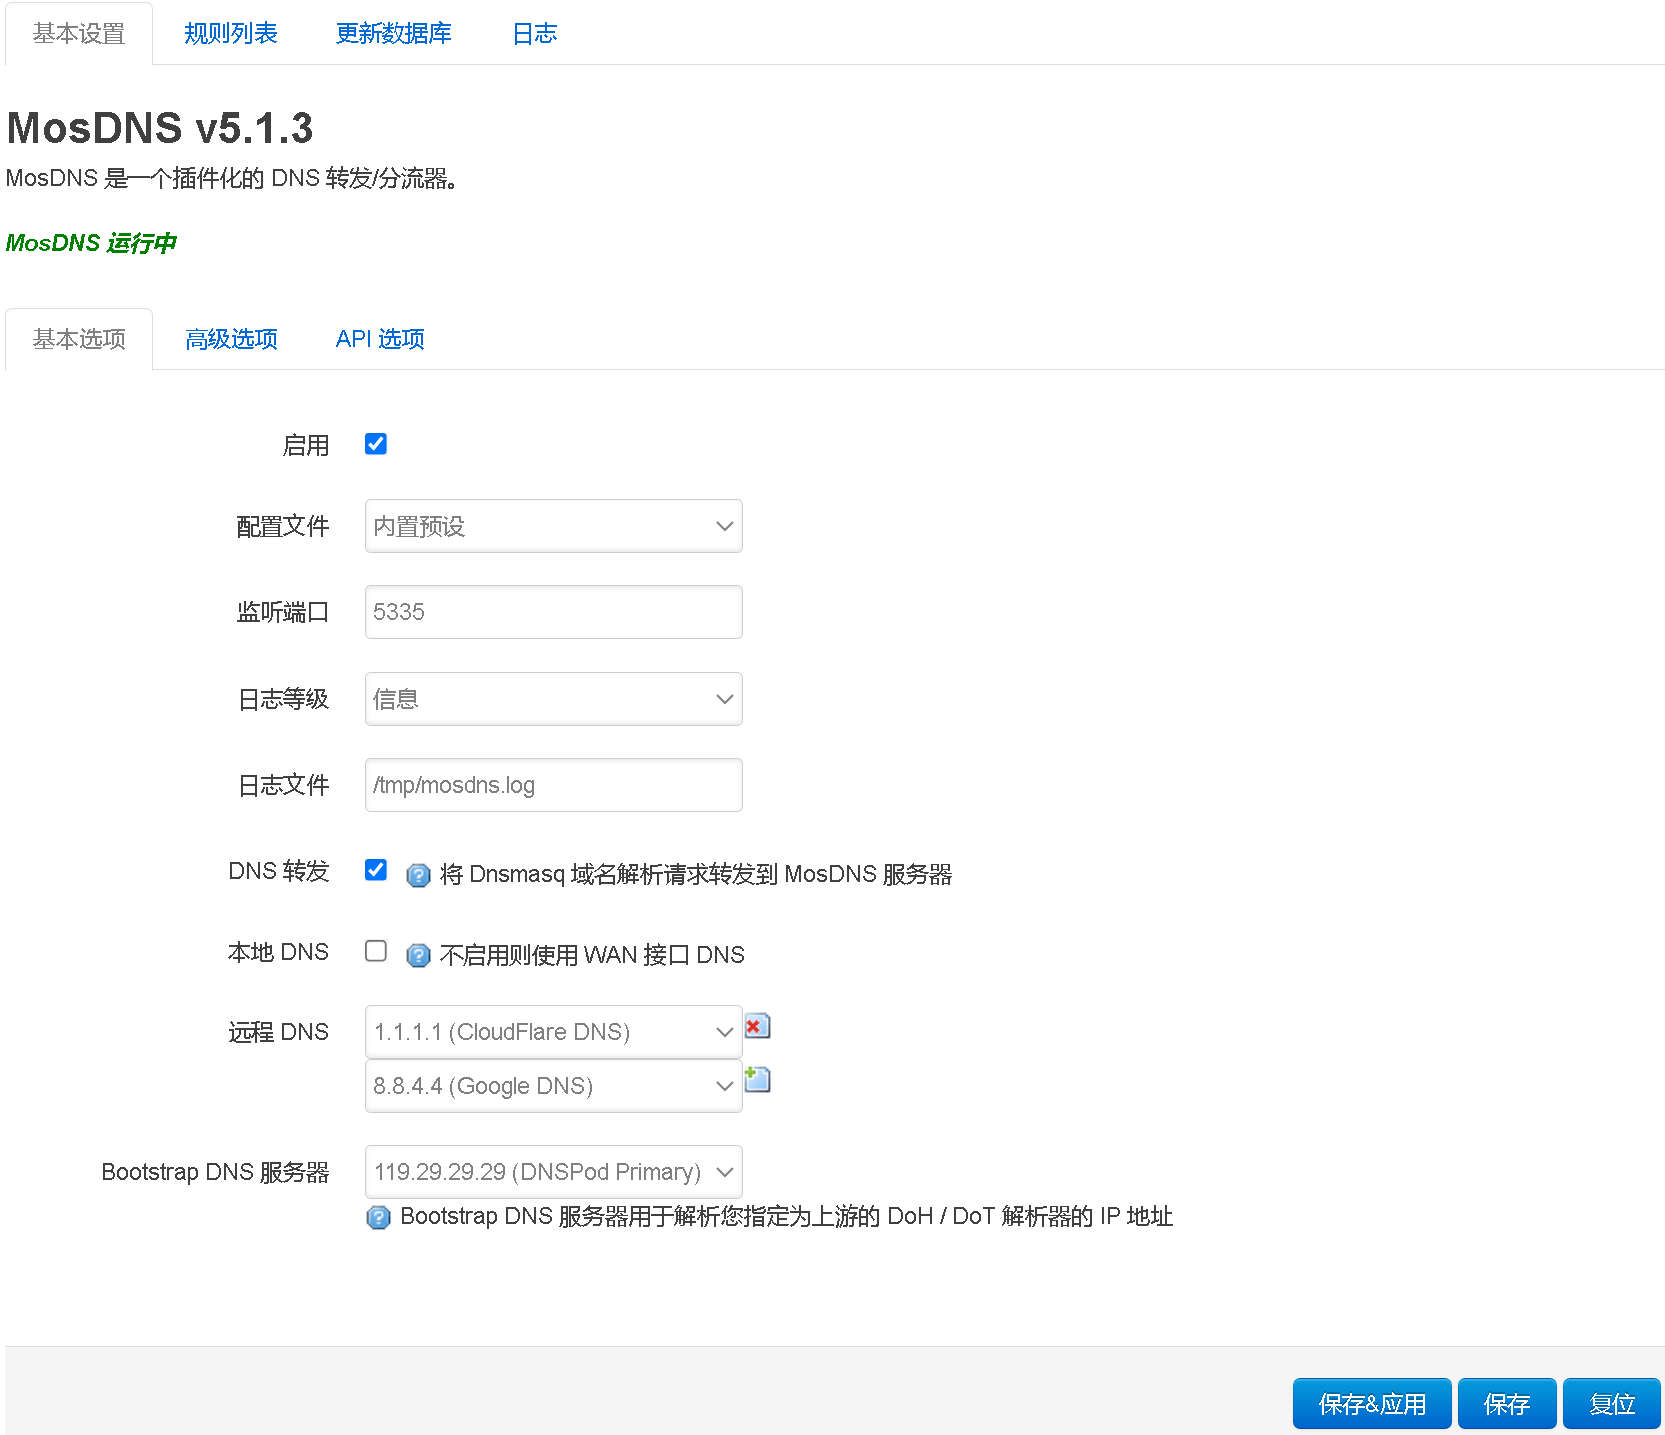 基本设置 规则列表 更新数据库 日志
MosDNS v5.1.3
MosDNS 是一个插件化的 DNS 转发/分流器。
MosDNS 运行中
基本选项 高级选项 API 选项
启用
配置文件 内置预设
监听端口 5335
日志等级 信息
日志文件 /tmp/mosdns.log
DNS 转发 将 Dnsmasq 域名解析请求转发到 MosDNS 服务器
本地 DNS 不启用则使用 WAN 接口 DNS
远程 DNS 1.1.1.1 (CloudFlare DNS)
8.8.4.4 (Google DNS)
Bootstrap DNS 服务器 119.29.29.29 (DNSPod Primary)
Bootstrap DNS 服务器用于解析您指定为上游的 DoH / DoT 解析器的 IP 地址
保存&应用 保存 复位